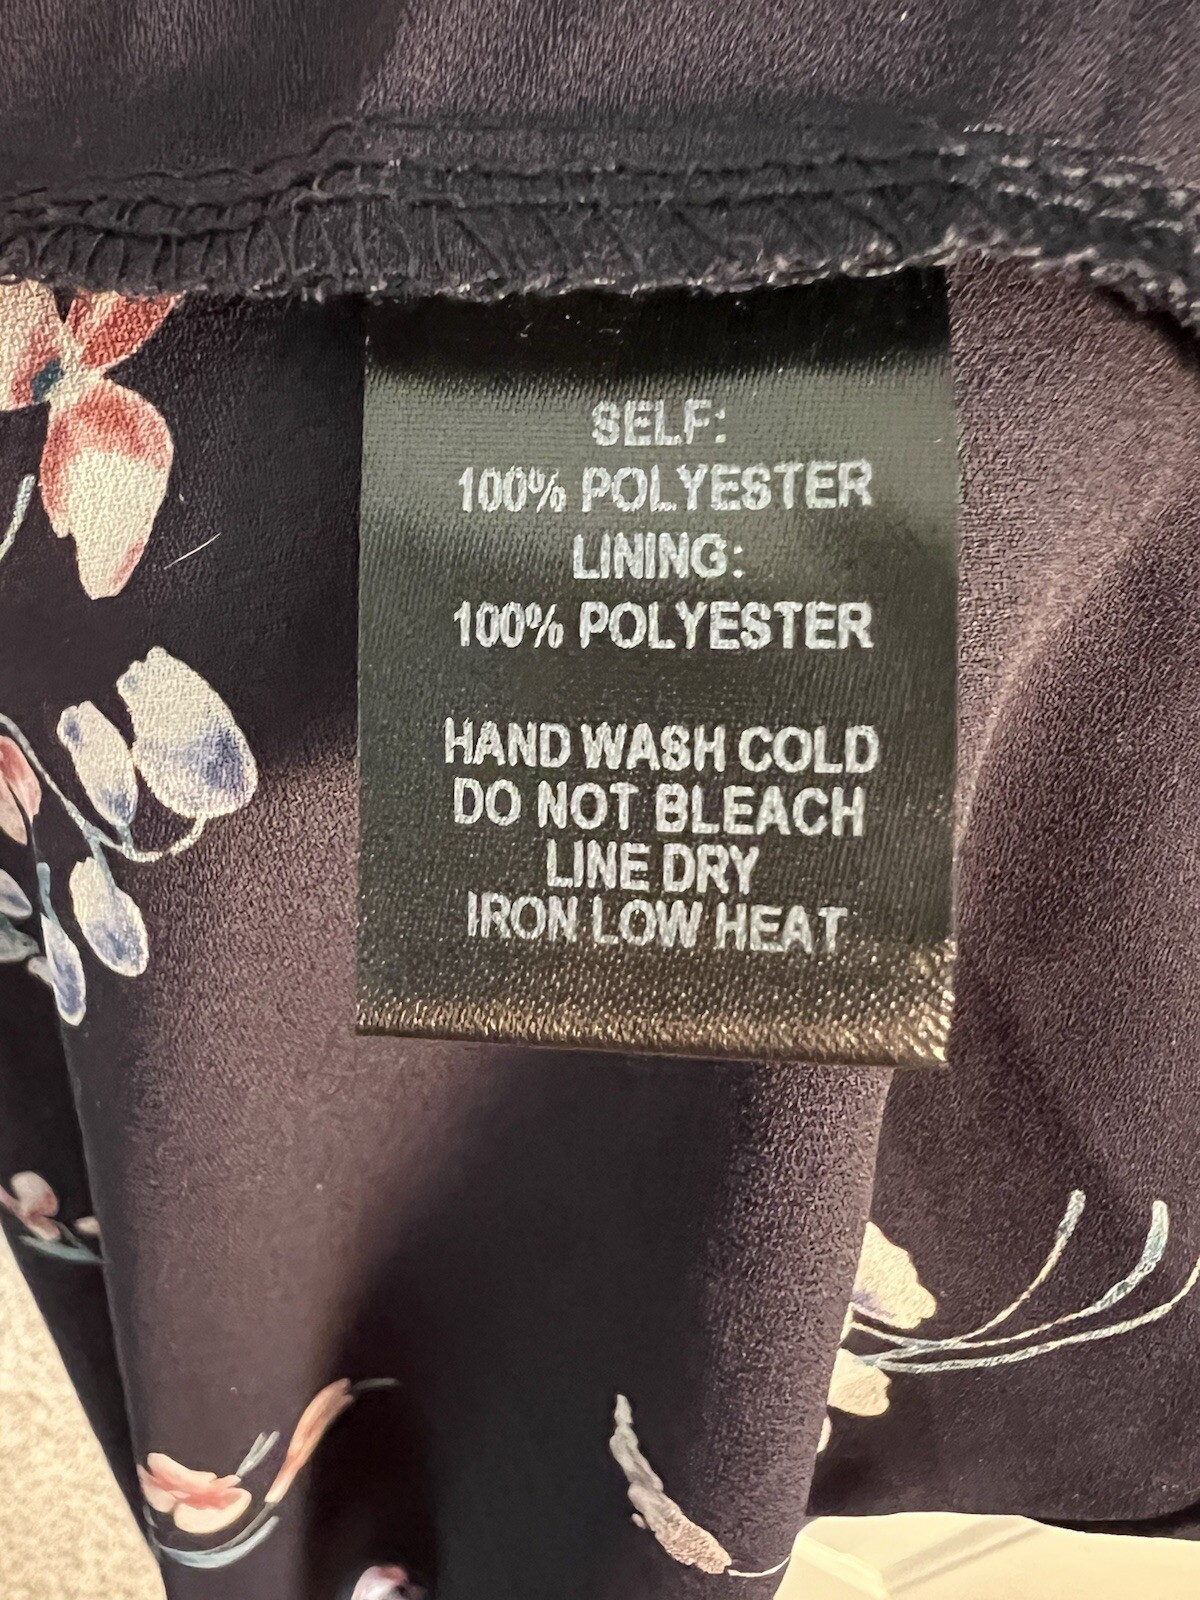 SELF:
100% POLYESTER
LINING:
100% POLYESTER
HAND WASH COLD
DO NOT BLEACH
LINE DRY
IRON LOW HEAT